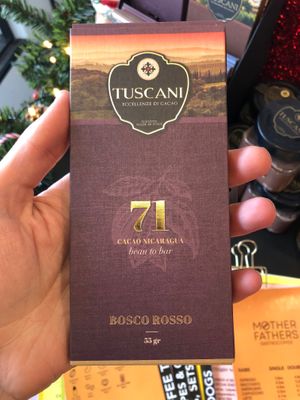 TUSCANI
ECCELLENZE DI CACAO
71
CACAO NICARAGUA
bean to bar
BOSCO ROSSO
55 gr
MOTHER
FATHERS